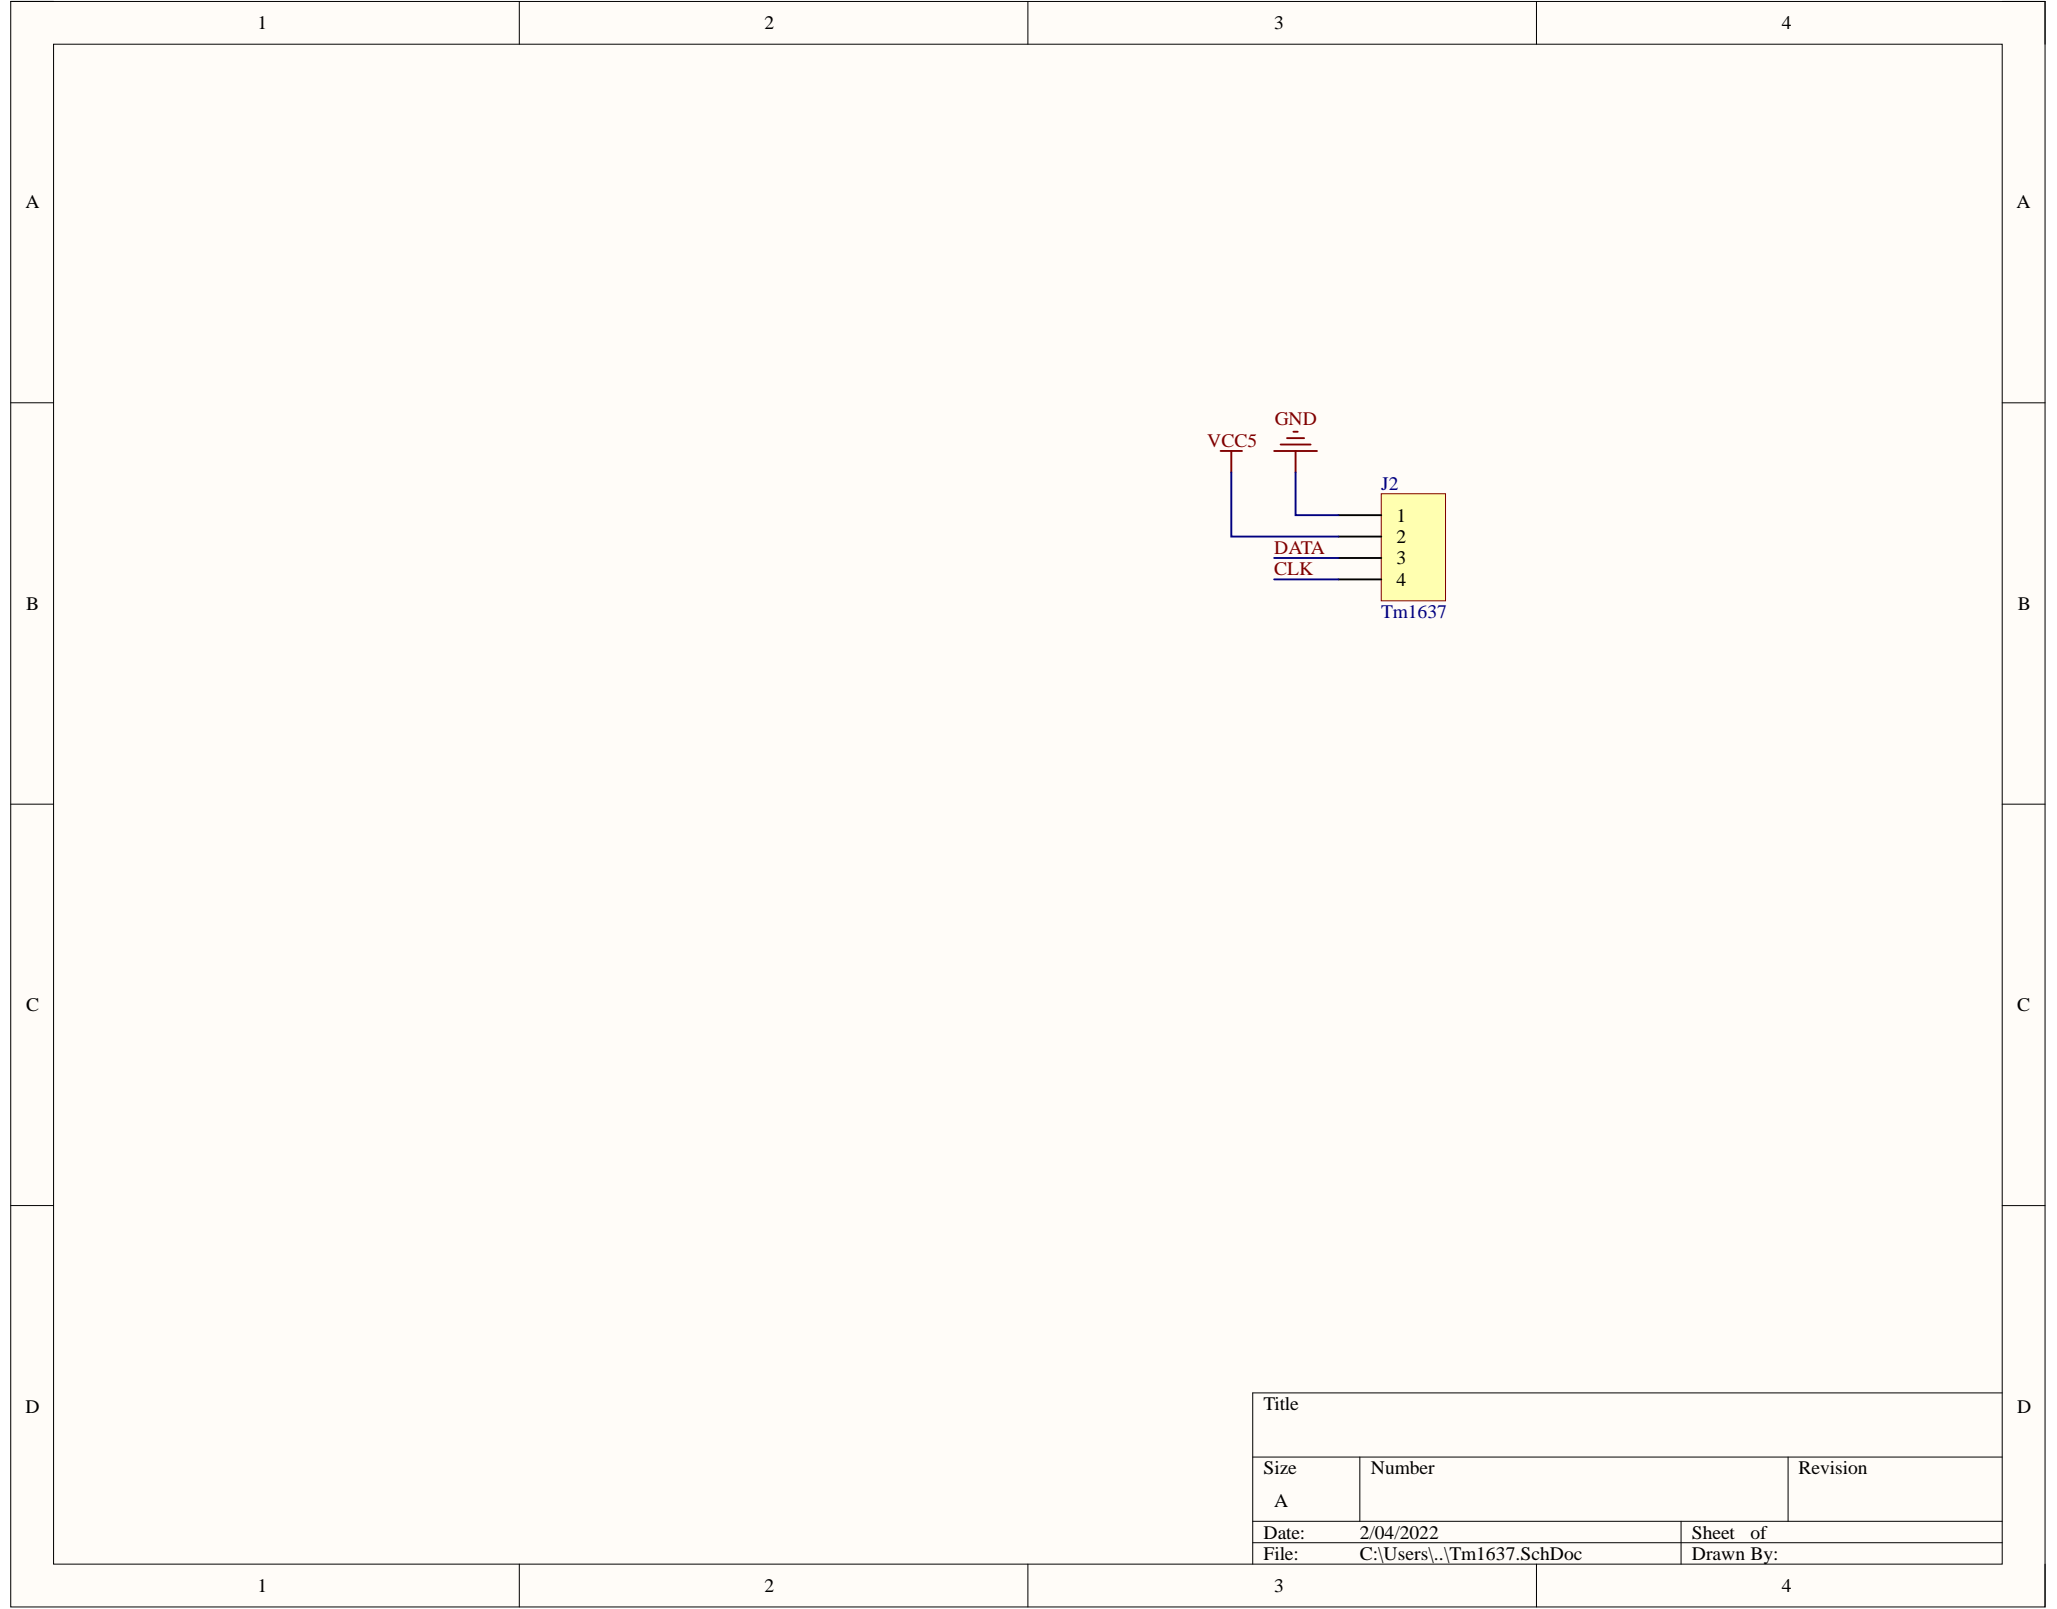 1 2 3 4
A A
GND
VCC5
J2
1
2
DATA 3
CLK 4
Tm1637
B B
C C
D D
Title
Size Number Revision
A
Date: 2/04/2022 Sheet of
File: C:\Users\..\Tm1637.SchDoc Drawn By:
1 2 3 4